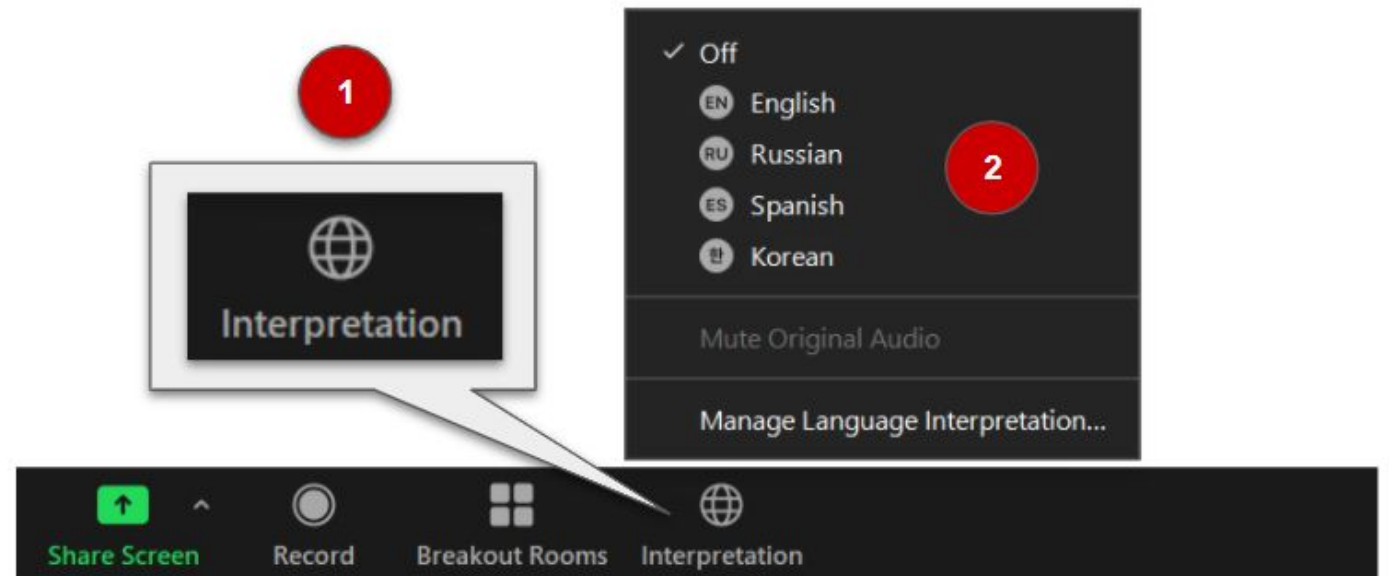 1
Interpretation
Off
EN English
RU Russian
ES Spanish
한 Korean
2
Mute Original Audio
Manage Language Interpretation...
Share Screen
Record
Breakout Rooms
Interpretation